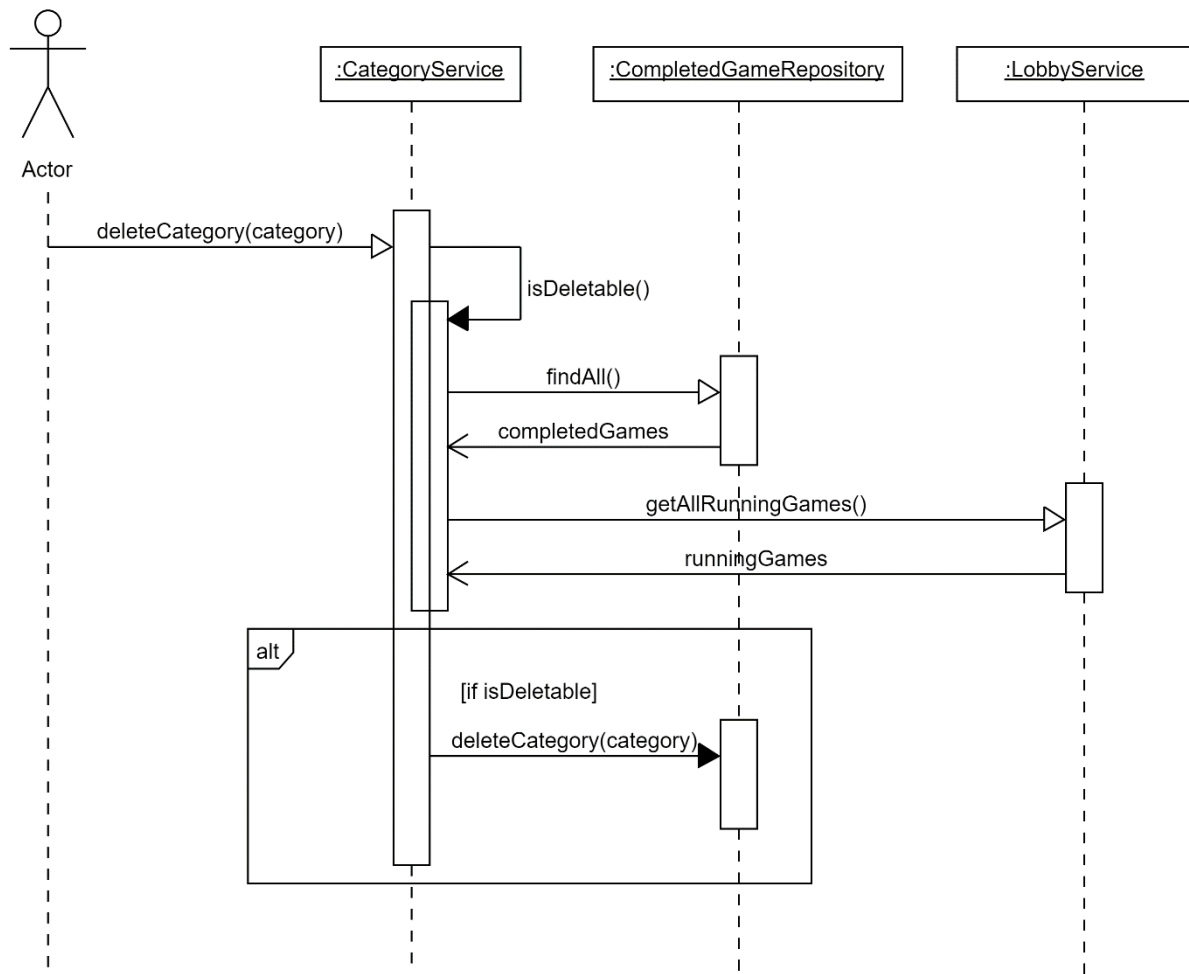 :CategoryService
:CompletedGameRepository
:LobbyService
Actor
deleteCategory(category)
isDeletable()
findAll()
completedGames
getAllRunningGames()
runningGames
alt
[if isDeletable]
deleteCategory(category)